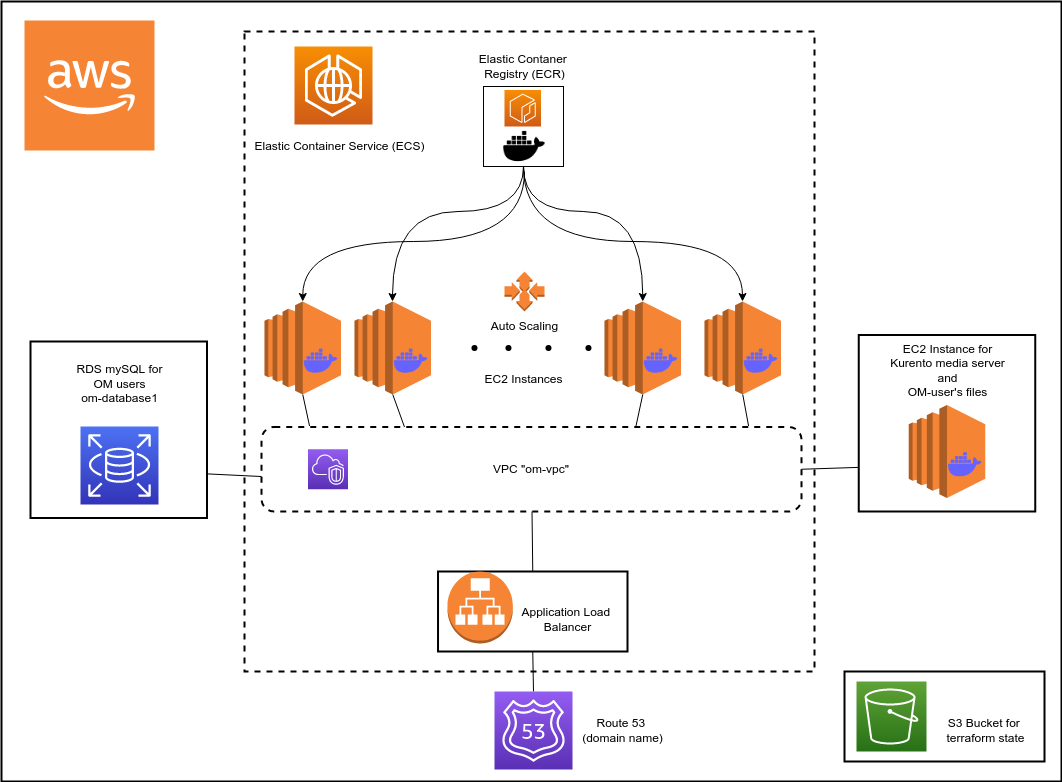 aws
Elastic Container Service (ECS)
Elastic Contaner
Registry (ECR)
Auto Scaling
EC2 Instances
RDS mySQL for
OM users
om-database1
EC2 Instance for
Kurento media server
and
OM-user's files
VPC "om-vpc"
Application Load
Balancer
53
Route 53
(domain name)
S3 Bucket for
terraform state